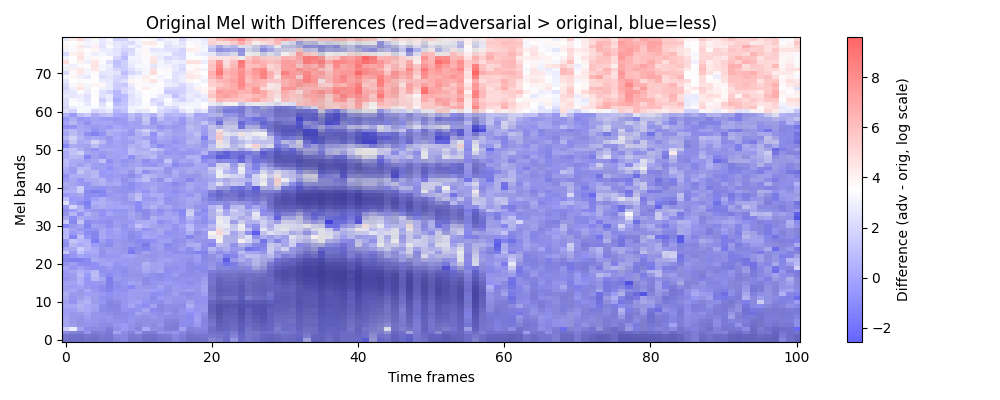 Original Mel with Differences (red=adversarial > original, blue=less)
Mel bands
70
60
50
40
30
20
10
0
0 20 40 60 80 100
Time frames
8
6
4
2
0
−2
Difference (adv - orig, log scale)